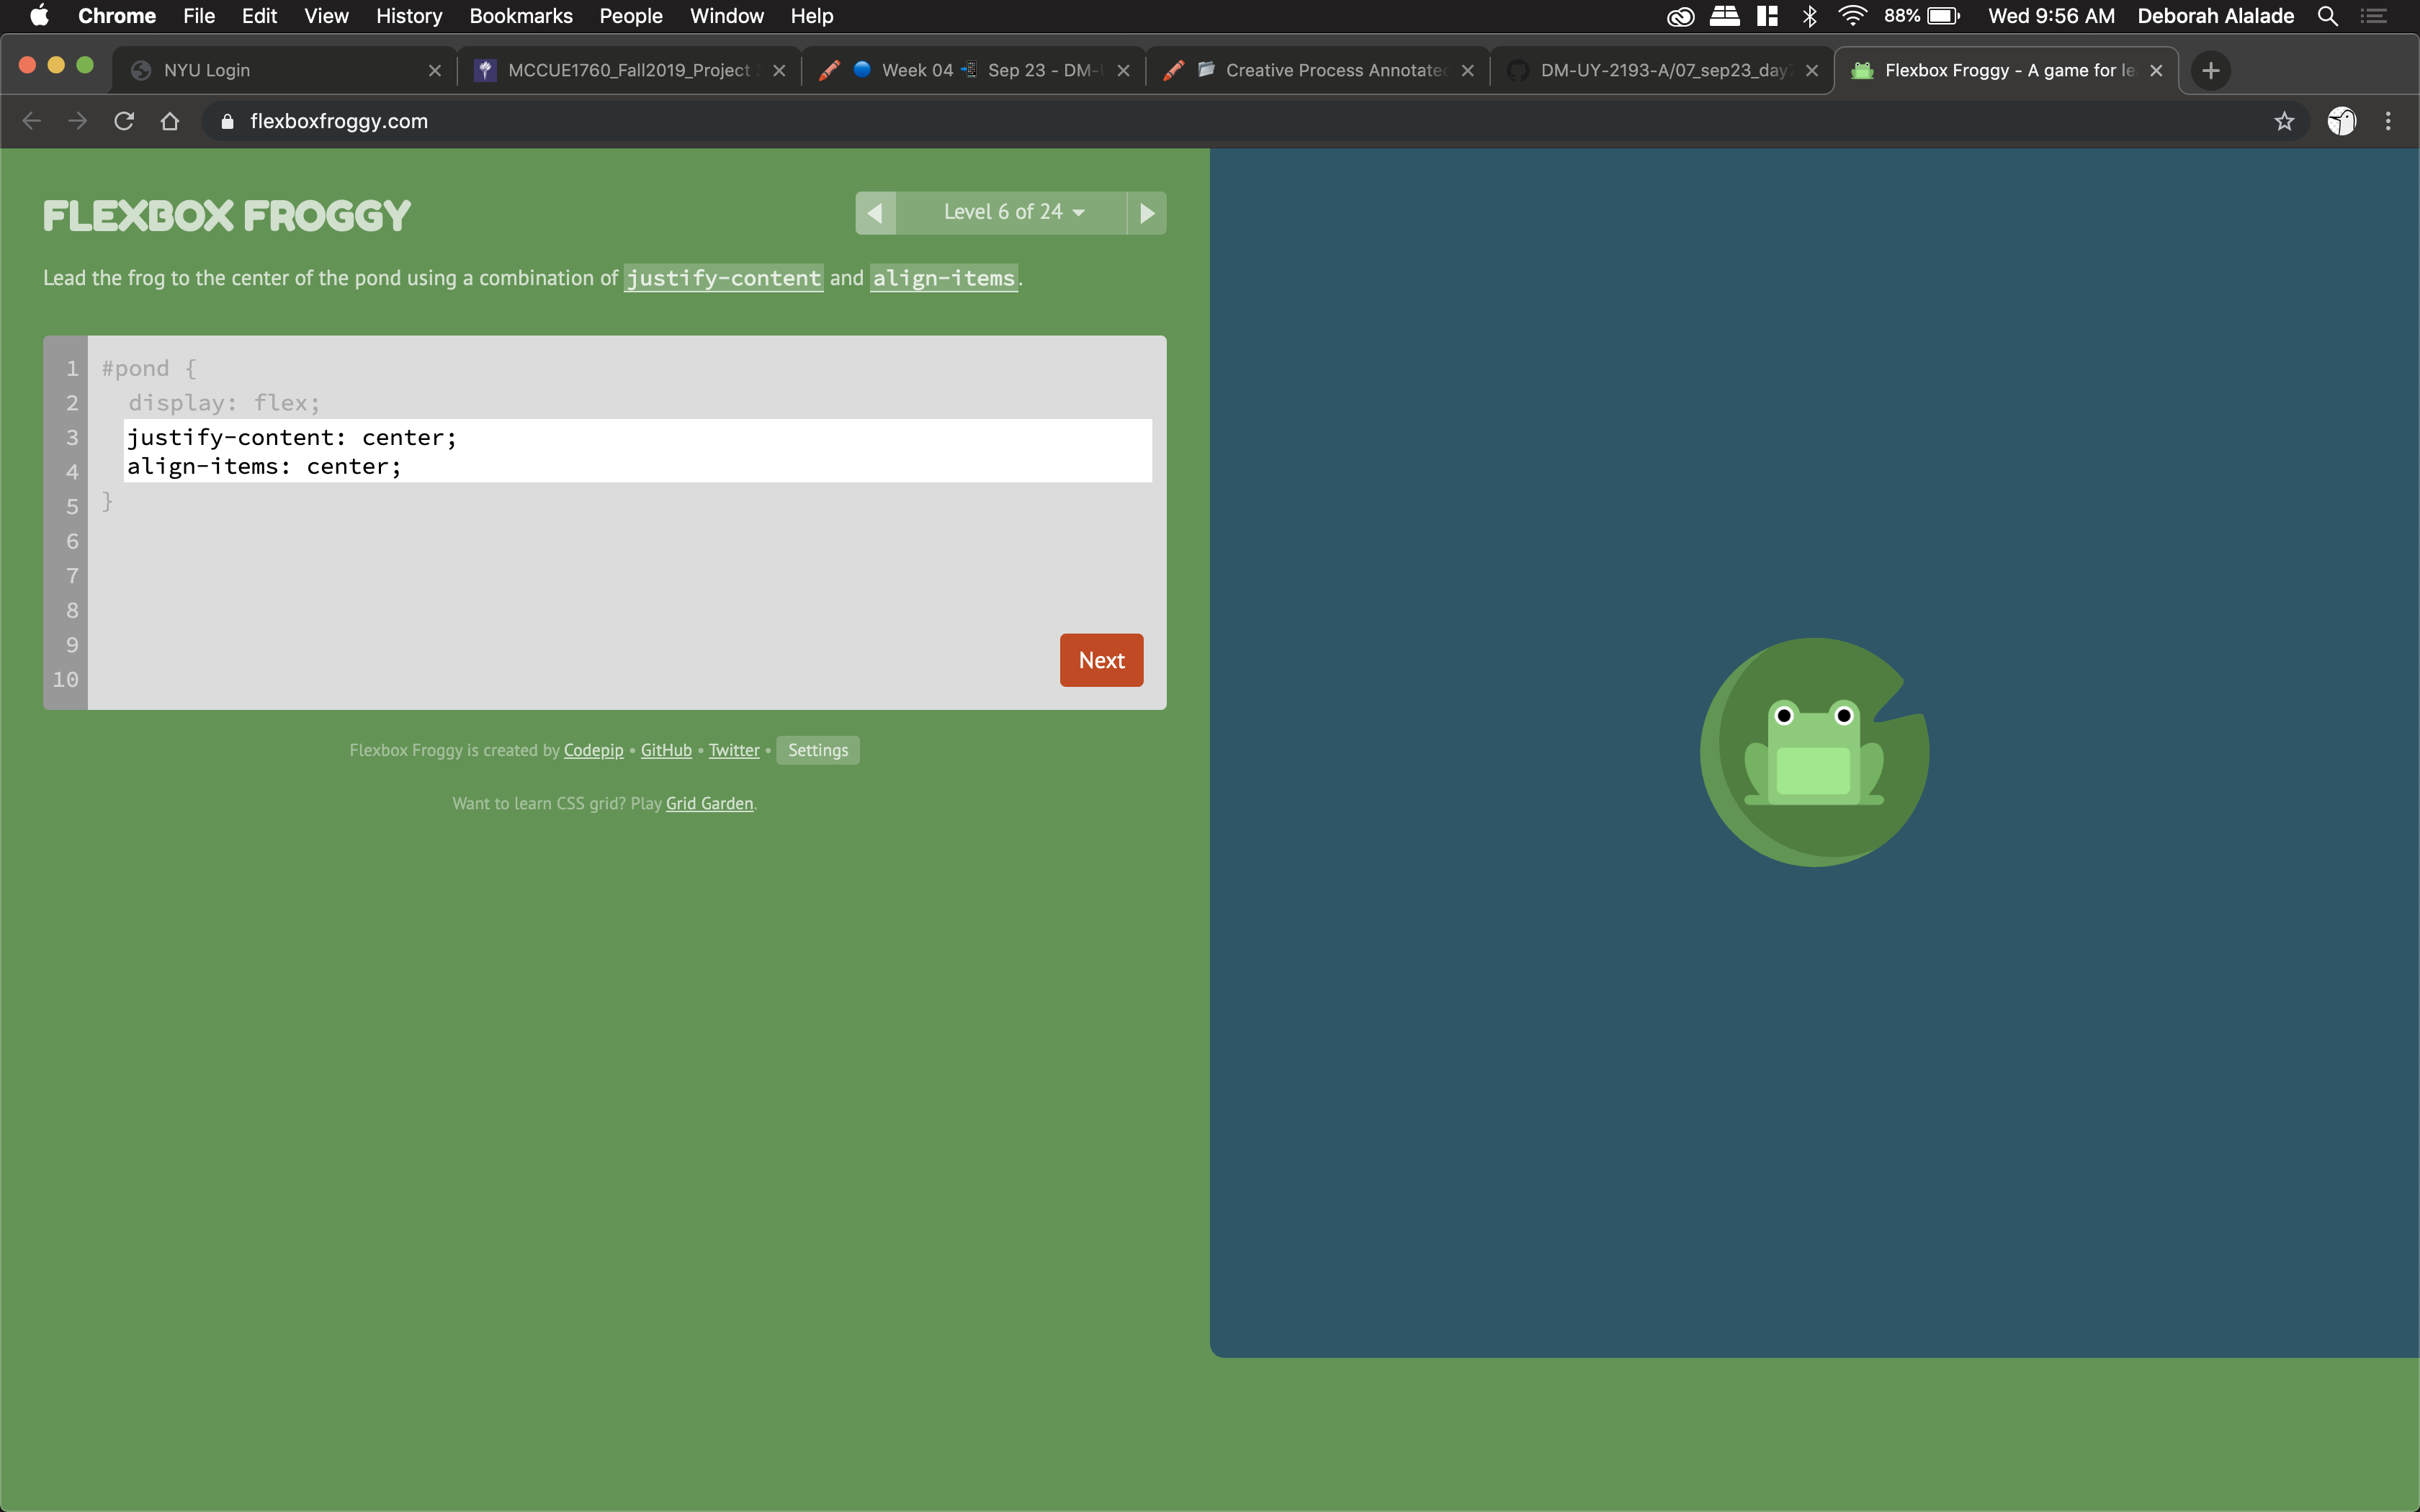 Chrome File Edit View History Bookmarks People Window Help 88% Wed 9:56 AM Deborah Alalade
NYU Login MCCUE1760_Fall2019_Project Week 04 Sep 23 - DM- Creative Process Annotated DM-UY-2193-A/07_sep23_day Flexbox Froggy - A game for le
flexboxfroggy.com
FLEXBOX FROGGY
Level 6 of 24
Lead the frog to the center of the pond using a combination of justify-content and align-items.
1 #pond {
2 display: flex;
3 justify-content: center;
4 align-items: center;
5 }
6
7
8
9
10
Next
Flexbox Froggy is created by Codepip • GitHub • Twitter • Settings
Want to learn CSS grid? Play Grid Garden.